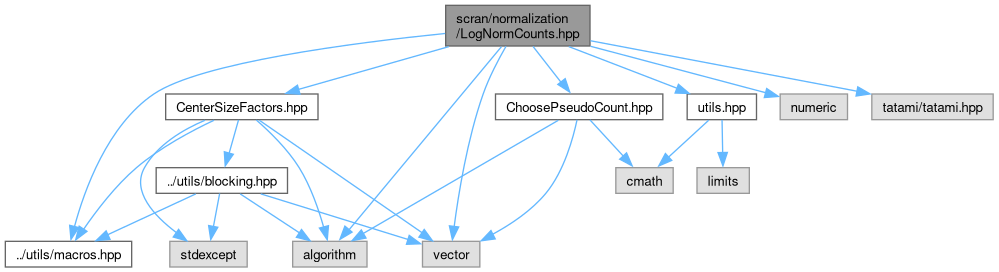 scran/normalization
/LogNormCounts.hpp
CenterSizeFactors.hpp
ChoosePseudoCount.hpp
utils.hpp
numeric
tatami/tatami.hpp
../utils/blocking.hpp
cmath
limits
../utils/macros.hpp
stdexcept
algorithm
vector